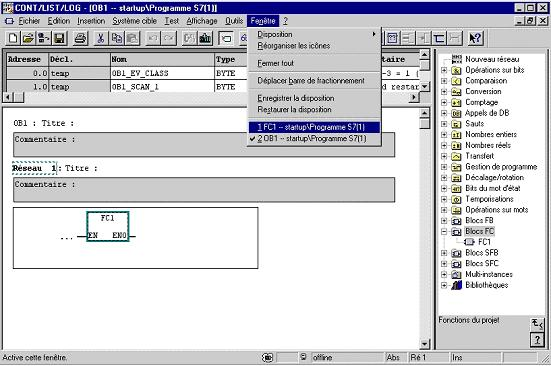 CONT/LIST/LOG - [OB1 -- startup\Programme S7(1)]
Fichier Edition Insertion Système cible Test Affichage Outils Fenêtre ?
Disposition
Réorganiser les icônes
Fermer tout
Déplacer barre de fractionnement
Enregistrer la disposition
Restaurer la disposition
1 FC1 -- startup\Programme S7(1)
2 OB1 -- startup\Programme S7(1)
Adresse Décl. Nom Type taire
0.0 temp OB1_EV_CLASS BYTE -3 = 1 (
1.0 temp OB1_SCAN_1 BYTE d restar
OB1 : Titre :
Commentaire :
Réseau 1 : Titre :
Commentaire :
FC1
... EN ENO
Nouveau réseau
Opérations sur bits
Comparaison
Conversion
Comptage
Appels de DB
Sauts
Nombres entiers
Nombres réels
Transfert
Gestion de programme
Décalage/rotation
Bits du mot d'état
Temporisations
Opérations sur mots
Blocs FB
Blocs FC
FC1
Blocs SFB
Blocs SFC
Multi-instances
Bibliothèques
Fonctions du projet
Active cette fenêtre. offline Abs Ré 1 Ins